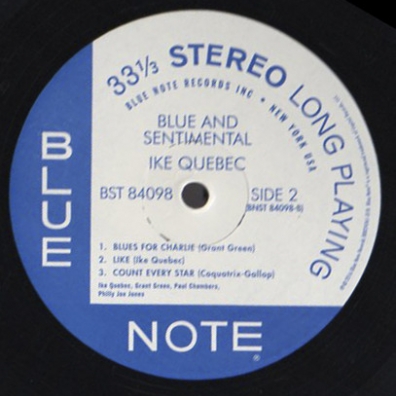 33 1/3 STEREO LONG PLAYING
BLUE NOTE RECORDS INC • NEW YORK USA
BLUE AND
SENTIMENTAL
IKE QUEBEC
BST 84098 SIDE 2
(BNST 84098-B)
1. BLUES FOR CHARLIE (Grant Green)
2. LIKE (Ike Quebec)
3. COUNT EVERY STAR (Coquatrix-Gallop)
Ike Quebec, Grant Green, Paul Chambers,
Philly Joe Jones
BLUE
NOTE
®